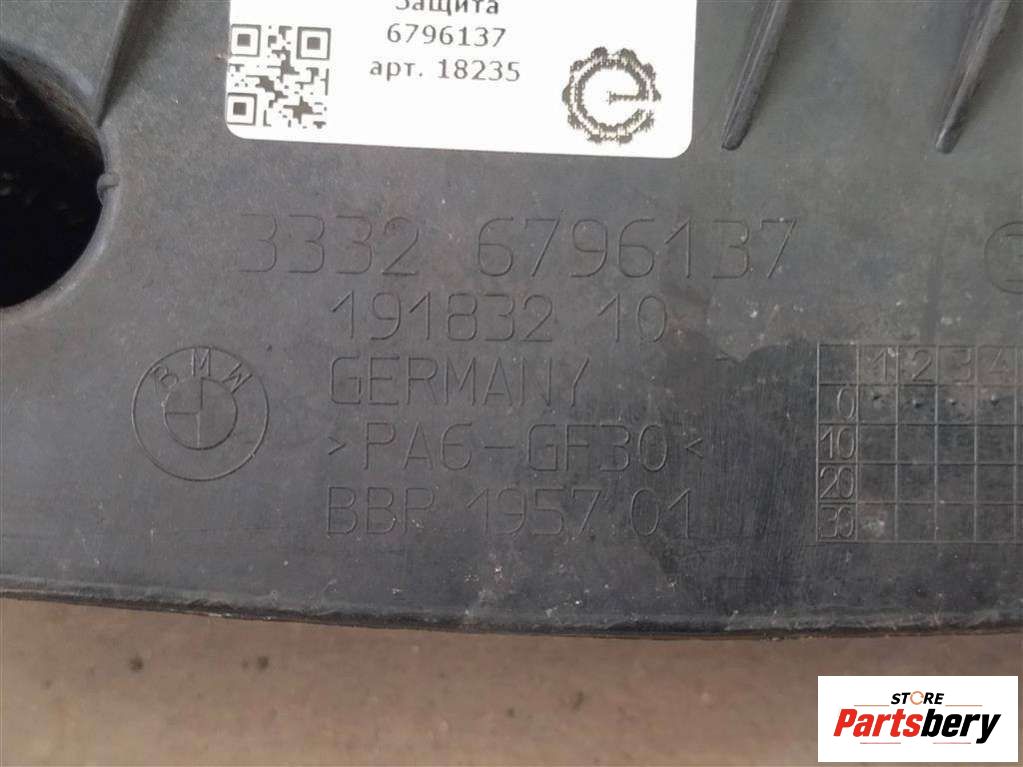 Защита
6796137
арт. 18235
3332 6796137
191832 10
GERMANY
>PA6-GF30<
BBP 1957 01
BMW
1 2 3 4
0
10
20
30
STORE
Partsbery